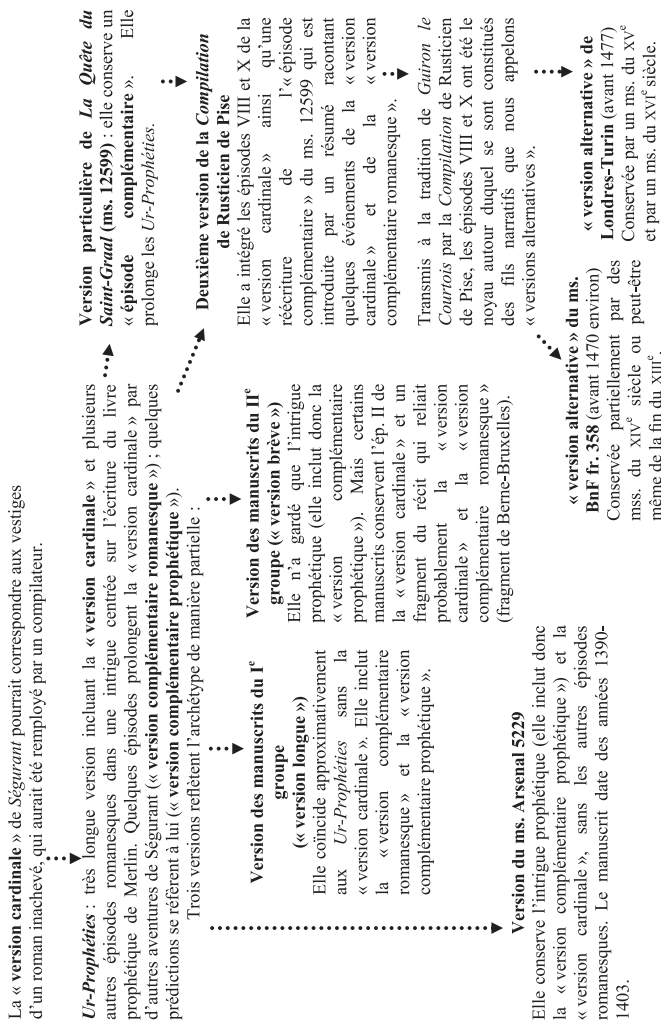 La « version cardinale » de Ségurant pourrait correspondre aux vestiges
d'un roman inachevé, qui aurait été remployé par un compilateur.
Ur-Prophéties : très longue version incluant la « version cardinale » et plusieurs
autres épisodes romanesques dans une intrigue centrée sur l'écriture du livre
prophétique de Merlin. Quelques épisodes prolongent la « version cardinale » par
d'autres aventures de Ségurant (« version complémentaire romanesque ») ; quelques
prédictions se réfèrent à lui (« version complémentaire prophétique »).
Trois versions reflètent l'archétype de manière partielle :
Version des manuscrits du Ie
groupe
(« version longue »)
Elle coïncide approximativement
aux Ur-Prophéties sans la
« version cardinale ». Elle inclut
la « version complémentaire
romanesque » et la « version
complémentaire prophétique ».
Version du ms. Arsenal 5229
Elle conserve l'intrigue prophétique (elle inclut donc
la « version complémentaire prophétique ») et la
« version cardinale », sans les autres épisodes
romanesques. Le manuscrit date des années 1390-
1403.
Version des manuscrits du IIe
groupe (« version brève »)
Elle n'a gardé que l'intrigue
prophétique (elle inclut donc la
« version complémentaire
prophétique »). Mais certains
manuscrits conservent l'ép. II de
la « version cardinale » et un
fragment du récit qui reliait
probablement la « version
cardinale » et la « version
complémentaire romanesque »
(fragment de Berne-Bruxelles).
Version particulière de La Quête du
Saint-Graal (ms. 12599) : elle conserve un
« épisode complémentaire ». Elle
prolonge les Ur-Prophéties.
Deuxième version de la Compilation
de Rusticien de Pise
Elle a intégré les épisodes VIII et X de la
« version cardinale » ainsi qu'une
réécriture de l'« épisode
complémentaire » du ms. 12599 qui est
introduite par un résumé racontant
quelques événements de la « version
cardinale » et de la « version
complémentaire romanesque ».
Transmis à la tradition de Guiron le
Courtois par la Compilation de Rusticien
de Pise, les épisodes VIII et X ont été le
noyau autour duquel se sont constitués
des fils narratifs que nous appelons
« versions alternatives ».
« version alternative » du ms.
BnF fr. 358 (avant 1470 environ)
Conservée partiellement par des
mss. du XIVe siècle ou peut-être
même de la fin du XIIIe.
« version alternative » de
Londres-Turin (avant 1477)
Conservée par un ms. du XVe
et par un ms. du XVIe siècle.